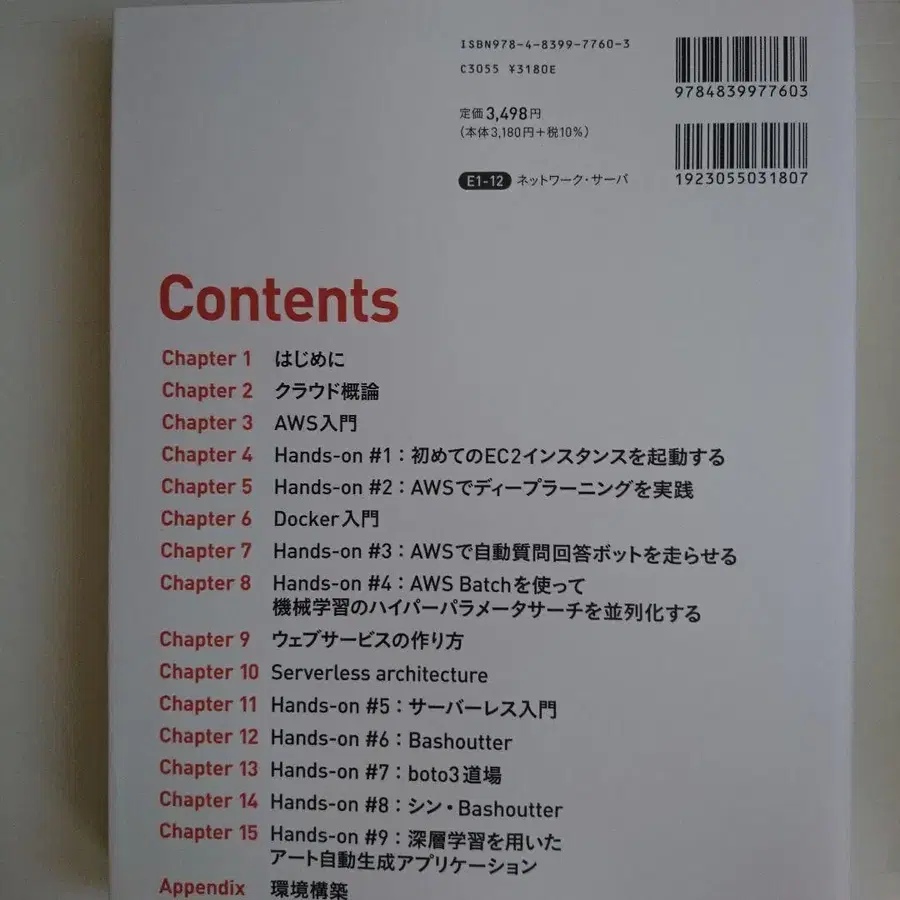 ISBN978-4-8399-7760-3
C3055 ¥3180E
定価3,498円
(本体3,180円+税10%)
E1-12 ネットワーク・サーバ
9784839977603
1923055031807
Contents
Chapter 1 はじめに
Chapter 2 クラウド概論
Chapter 3 AWS入門
Chapter 4 Hands-on #1：初めてのEC2インスタンスを起動する
Chapter 5 Hands-on #2：AWSでディープラーニングを実践
Chapter 6 Docker入門
Chapter 7 Hands-on #3：AWSで自動質問回答ボットを走らせる
Chapter 8 Hands-on #4：AWS Batchを使って
機械学習のハイパーパラメータサーチを並列化する
Chapter 9 ウェブサービスの作り方
Chapter 10 Serverless architecture
Chapter 11 Hands-on #5：サーバーレス入門
Chapter 12 Hands-on #6：Bashoutter
Chapter 13 Hands-on #7：boto3道場
Chapter 14 Hands-on #8：シン・Bashoutter
Chapter 15 Hands-on #9：深層学習を用いた
アート自動生成アプリケーション
Appendix 環境構築